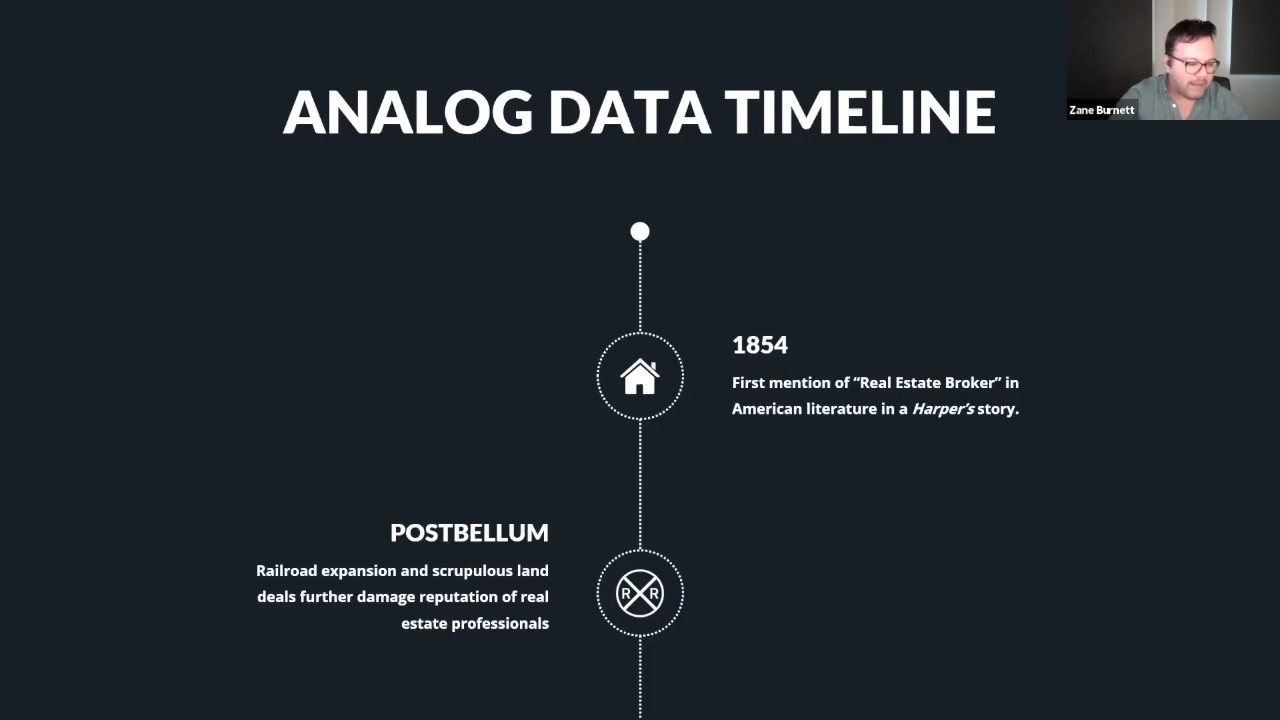 ANALOG DATA TIMELINE
Zane Burnett
1854
First mention of “Real Estate Broker” in
American literature in a Harper’s story.
POSTBELLUM
Railroad expansion and scrupulous land
deals further damage reputation of real
estate professionals
R R